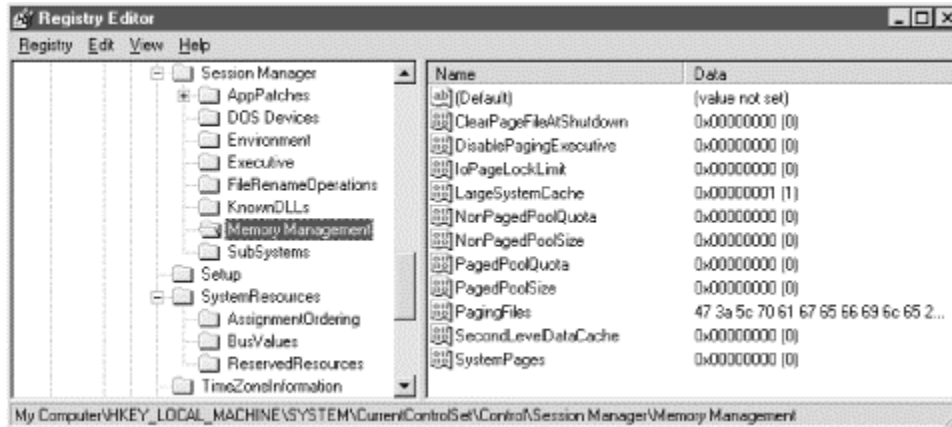 Registry Editor
Registry Edit View Help
Session Manager
AppPatches
DOS Devices
Environment
Executive
FileRenameOperations
KnownDLLs
Memory Management
SubSystems
Setup
SystemResources
AssignmentOrdering
BusValues
ReservedResources
TimeZoneInformation
Name Data
(Default) (value not set)
ClearPageFileAtShutdown 0x00000000 (0)
DisablePagingExecutive 0x00000000 (0)
IoPageLockLimit 0x00000000 (0)
LargeSystemCache 0x00000001 (1)
NonPagedPoolQuota 0x00000000 (0)
NonPagedPoolSize 0x00000000 (0)
PagedPoolQuota 0x00000000 (0)
PagedPoolSize 0x00000000 (0)
PagingFiles 47 3a 5c 70 61 67 65 66 69 6c 65 2...
SecondLevelDataCache 0x00000000 (0)
SystemPages 0x00000000 (0)
My Computer\HKEY_LOCAL_MACHINE\SYSTEM\CurrentControlSet\Control\Session Manager\Memory Management